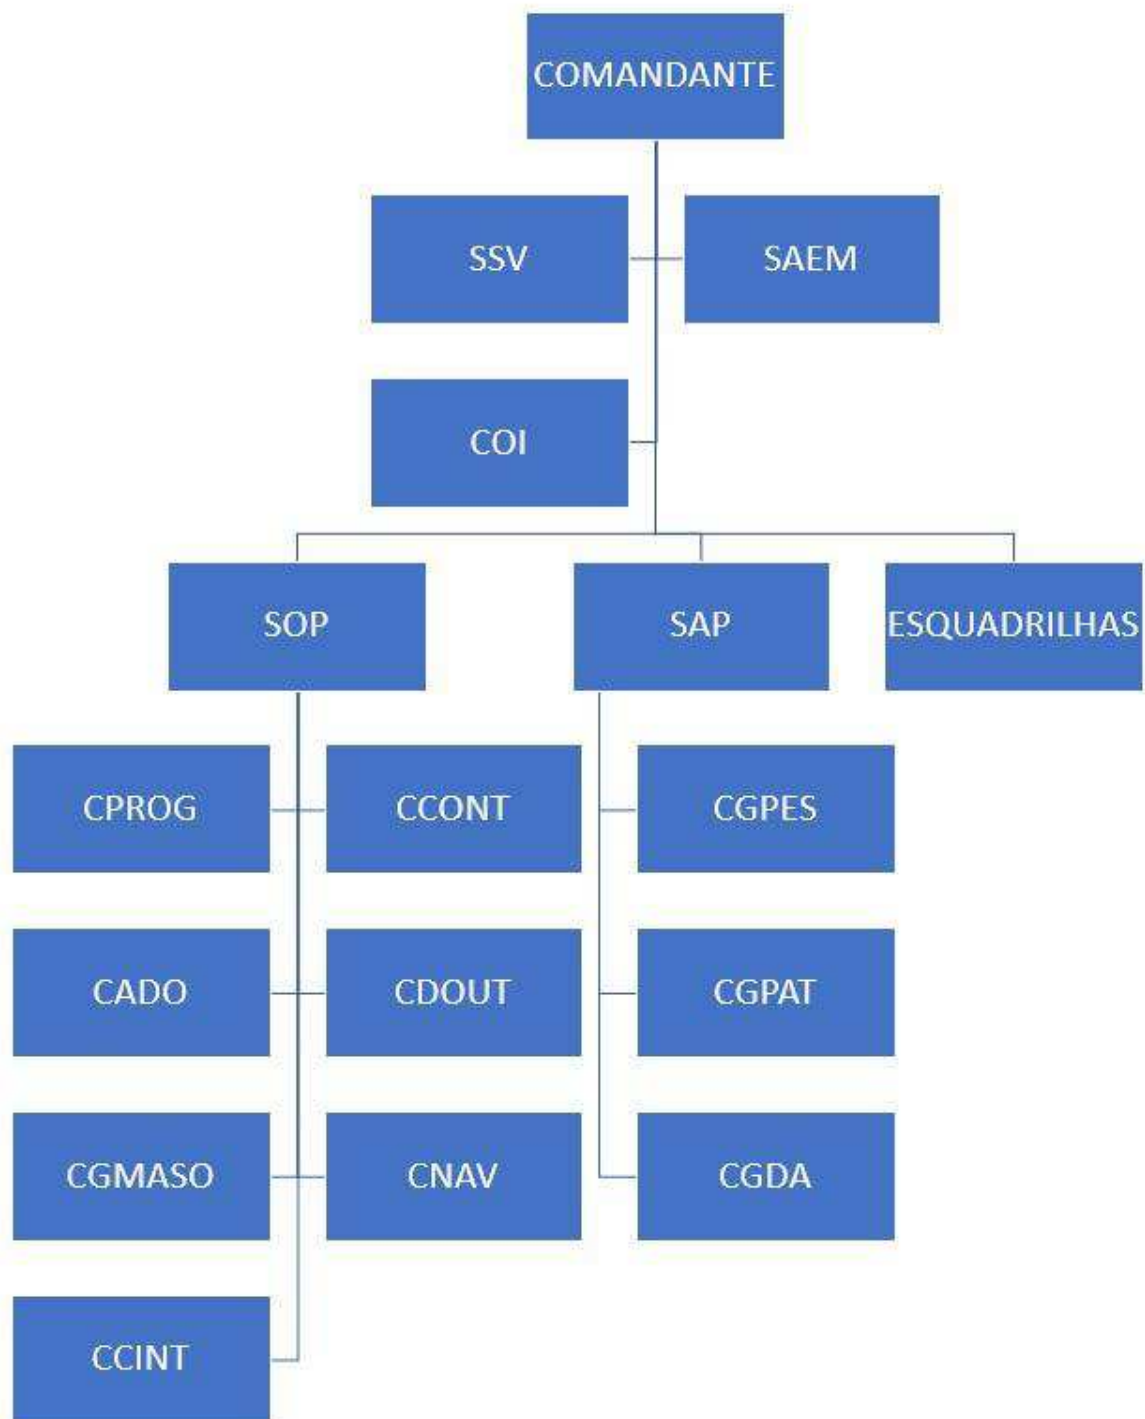 COMANDANTE
SSV
SAEM
COI
SOP
SAP
ESQUADRILHAS
CPROG
CCONT
CGPES
CADO
CDOUT
CGPAT
CGMASO
CNAV
CGDA
CCINT